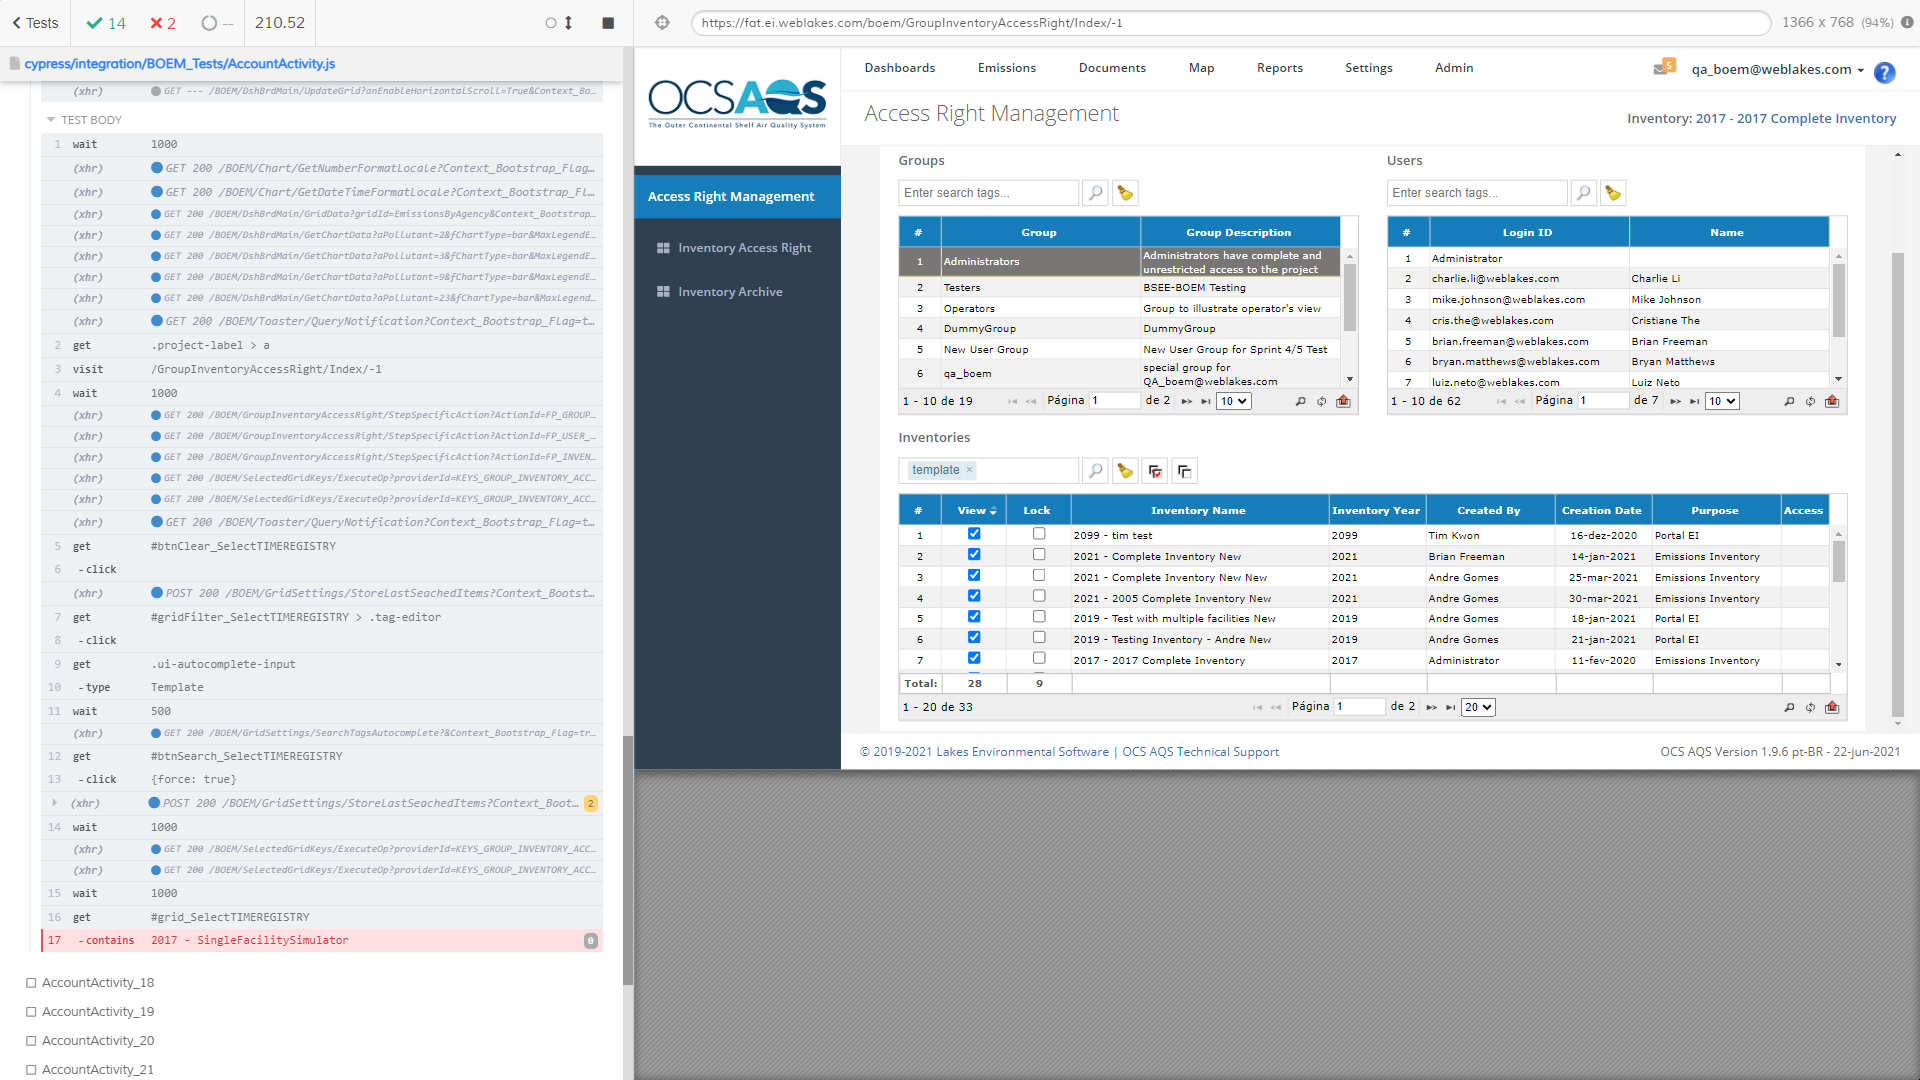 Tests 14 2 -- 210.52
cypress/integration/BOEM_Tests/AccountActivity.js
(xhr) GET --- /BOEM/DshBrdMain/UpdateGrid?anEnableHorizontalScroll=True&Context_Bo...
TEST BODY
1 wait 1000
(xhr) GET 200 /BOEM/Chart/GetNumberFormatLocale?Context_Bootstrap_Flag...
(xhr) GET 200 /BOEM/Chart/GetDateTimeFormatLocale?Context_Bootstrap_Fl...
(xhr) GET 200 /BOEM/DshBrdMain/GridData?gridId=EmissionsByAgency&Context_Bootstrap...
(xhr) GET 200 /BOEM/DshBrdMain/GetChartData?aPollutant=2&fChartType=bar&MaxLegendE...
(xhr) GET 200 /BOEM/DshBrdMain/GetChartData?aPollutant=3&fChartType=bar&MaxLegendE...
(xhr) GET 200 /BOEM/DshBrdMain/GetChartData?aPollutant=9&fChartType=bar&MaxLegendE...
(xhr) GET 200 /BOEM/DshBrdMain/GetChartData?aPollutant=23&fChartType=bar&MaxLegend...
(xhr) GET 200 /BOEM/Toaster/QueryNotification?Context_Bootstrap_Flag=t...
2 get .project-label > a
3 visit /GroupInventoryAccessRight/Index/-1
4 wait 1000
(xhr) GET 200 /BOEM/GroupInventoryAccessRight/StepSpecificAction?ActionId=FP_GROUP...
(xhr) GET 200 /BOEM/GroupInventoryAccessRight/StepSpecificAction?ActionId=FP_USER_...
(xhr) GET 200 /BOEM/GroupInventoryAccessRight/StepSpecificAction?ActionId=FP_INVEN...
(xhr) GET 200 /BOEM/SelectedGridKeys/ExecuteOp?providerId=KEYS_GROUP_INVENTORY_ACC...
(xhr) GET 200 /BOEM/SelectedGridKeys/ExecuteOp?providerId=KEYS_GROUP_INVENTORY_ACC...
(xhr) GET 200 /BOEM/Toaster/QueryNotification?Context_Bootstrap_Flag=t...
5 get #btnClear_SelectTIMEREGISTRY
6 -click
(xhr) POST 200 /BOEM/GridSettings/StoreLastSeachedItems?Context_Bootst...
7 get #gridFilter_SelectTIMEREGISTRY > .tag-editor
8 -click
9 get .ui-autocomplete-input
10 -type Template
11 wait 500
(xhr) GET 200 /BOEM/GridSettings/SearchTagsAutocomplete?&Context_Bootstrap_Flag=tr...
12 get #btnSearch_SelectTIMEREGISTRY
13 -click {force: true}
(xhr) POST 200 /BOEM/GridSettings/StoreLastSeachedItems?Context_Boot... 2
14 wait 1000
(xhr) GET 200 /BOEM/SelectedGridKeys/ExecuteOp?providerId=KEYS_GROUP_INVENTORY_ACC...
(xhr) GET 200 /BOEM/SelectedGridKeys/ExecuteOp?providerId=KEYS_GROUP_INVENTORY_ACC...
15 wait 1000
16 get #grid_SelectTIMEREGISTRY
17 -contains 2017 - SingleFacilitySimulator 0
AccountActivity_18
AccountActivity_19
AccountActivity_20
AccountActivity_21
https://fat.ei.weblakes.com/boem/GroupInventoryAccessRight/Index/-1 1366 x 768 (94%)
OCSAQS
The Outer Continental Shelf Air Quality System
Dashboards Emissions Documents Map Reports Settings Admin 5 qa_boem@weblakes.com ?
Access Right Management
Inventory: 2017 - 2017 Complete Inventory
Access Right Management
Inventory Access Right
Inventory Archive
Groups
Enter search tags...
# Group Group Description
1 Administrators Administrators have complete and unrestricted access to the project
2 Testers BSEE-BOEM Testing
3 Operators Group to illustrate operator's view
4 DummyGroup DummyGroup
5 New User Group New User Group for Sprint 4/5 Test
6 qa_boem special group for QA_boem@weblakes.com
1 - 10 de 19 Página 1 de 2 10
Users
Enter search tags...
# Login ID Name
1 Administrator
2 charlie.li@weblakes.com Charlie Li
3 mike.johnson@weblakes.com Mike Johnson
4 cris.the@weblakes.com Cristiane The
5 brian.freeman@weblakes.com Brian Freeman
6 bryan.matthews@weblakes.com Bryan Matthews
7 luiz.neto@weblakes.com Luiz Neto
1 - 10 de 62 Página 1 de 7 10
Inventories
template ×
# View Lock Inventory Name Inventory Year Created By Creation Date Purpose Access
1 2099 - tim test 2099 Tim Kwon 16-dez-2020 Portal EI
2 2021 - Complete Inventory New 2021 Brian Freeman 14-jan-2021 Emissions Inventory
3 2021 - Complete Inventory New New 2021 Andre Gomes 25-mar-2021 Emissions Inventory
4 2021 - 2005 Complete Inventory New 2021 Andre Gomes 30-mar-2021 Emissions Inventory
5 2019 - Test with multiple facilities New 2019 Andre Gomes 18-jan-2021 Portal EI
6 2019 - Testing Inventory - Andre New 2019 Andre Gomes 21-jan-2021 Portal EI
7 2017 - 2017 Complete Inventory 2017 Administrator 11-fev-2020 Emissions Inventory
Total: 28 9
1 - 20 de 33 Página 1 de 2 20
© 2019-2021 Lakes Environmental Software | OCS AQS Technical Support OCS AQS Version 1.9.6 pt-BR - 22-jun-2021